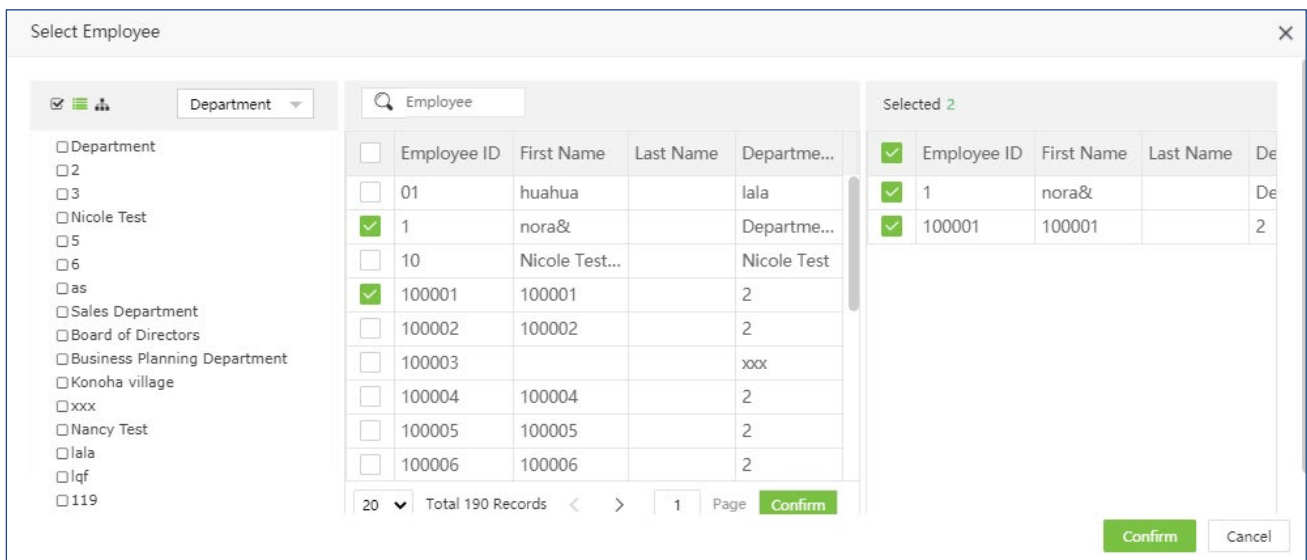 Select Employee
Department
Department
2
3
Nicole Test
5
6
as
Sales Department
Board of Directors
Business Planning Department
Konoha village
xxx
Nancy Test
lala
lqf
119
Employee
Employee ID First Name Last Name Departme...
01 huahua lala
1 nora& Departme...
10 Nicole Test... Nicole Test
100001 100001 2
100002 100002 2
100003 xxx
100004 100004 2
100005 100005 2
100006 100006 2
20 Total 190 Records < > 1 Page Confirm
Selected 2
Employee ID First Name Last Name De
1 nora& De
100001 100001 2
Confirm Cancel